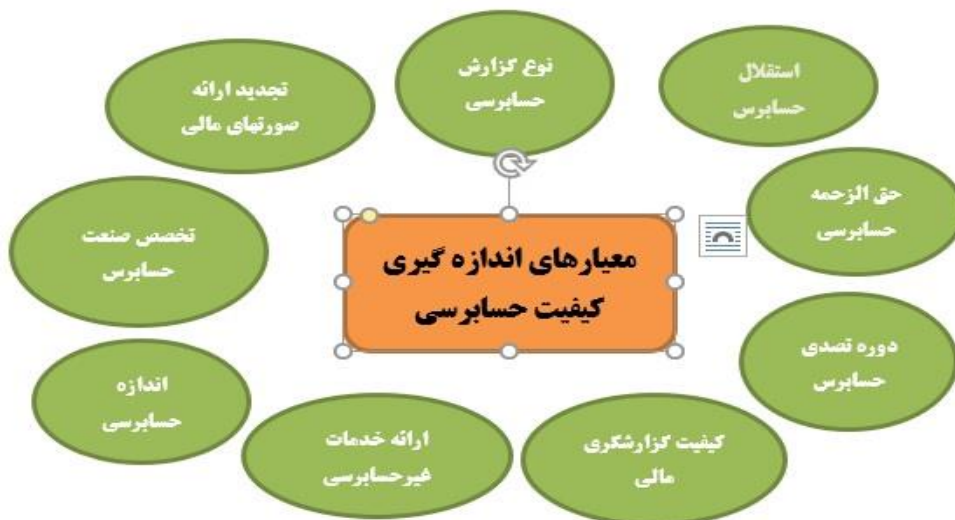 استقلال
حسابرس
نوع گزارش
حسابرسی
تجدید ارائه
صورتهای مالی
حق الزحمه
حسابرسی
تخصص صنعت
حسابرس
معیارهای اندازه گیری
کیفیت حسابرسی
دوره تصدی
حسابرس
اندازه
حسابرسی
کیفیت گزارشگری
مالی
ارائه خدمات
غیرحسابرسی